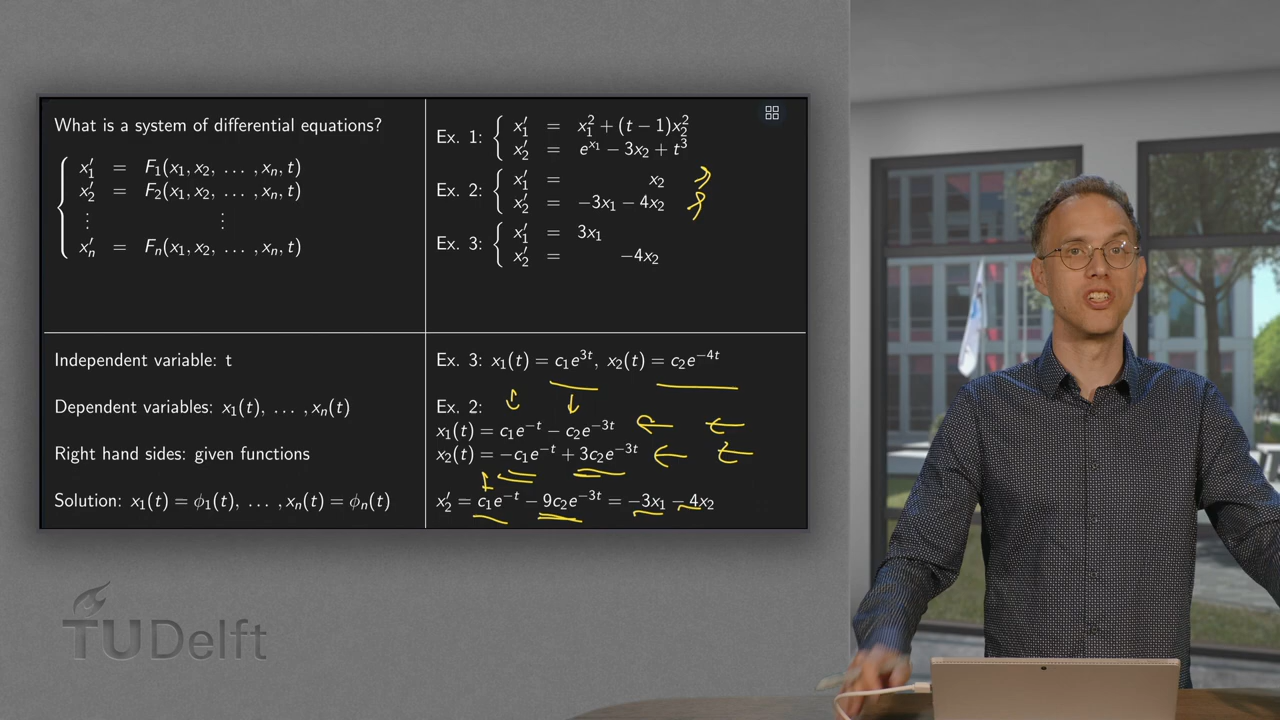 What is a system of differential equations?
x₁′ = F₁(x₁, x₂, … , xₙ, t)
x₂′ = F₂(x₁, x₂, … , xₙ, t)
⋮ ⋮
xₙ′ = Fₙ(x₁, x₂, … , xₙ, t)
Ex. 1: { x₁′ = x₁² + (t − 1)x₂²
x₂′ = e^{x₁} − 3x₂ + t³
Ex. 2: { x₁′ = x₂
x₂′ = −3x₁ − 4x₂
Ex. 3: { x₁′ = 3x₁
x₂′ = −4x₂
Independent variable: t
Dependent variables: x₁(t), … , xₙ(t)
Right hand sides: given functions
Solution: x₁(t) = ϕ₁(t), … , xₙ(t) = ϕₙ(t)
Ex. 3: x₁(t) = c₁e^{3t}, x₂(t) = c₂e^{−4t}
Ex. 2:
x₁(t) = c₁e^{−t} − c₂e^{−3t}
x₂(t) = −c₁e^{−t} + 3c₂e^{−3t}
x₂′ = c₁e^{−t} − 9c₂e^{−3t} = −3x₁ − 4x₂
TUDelft